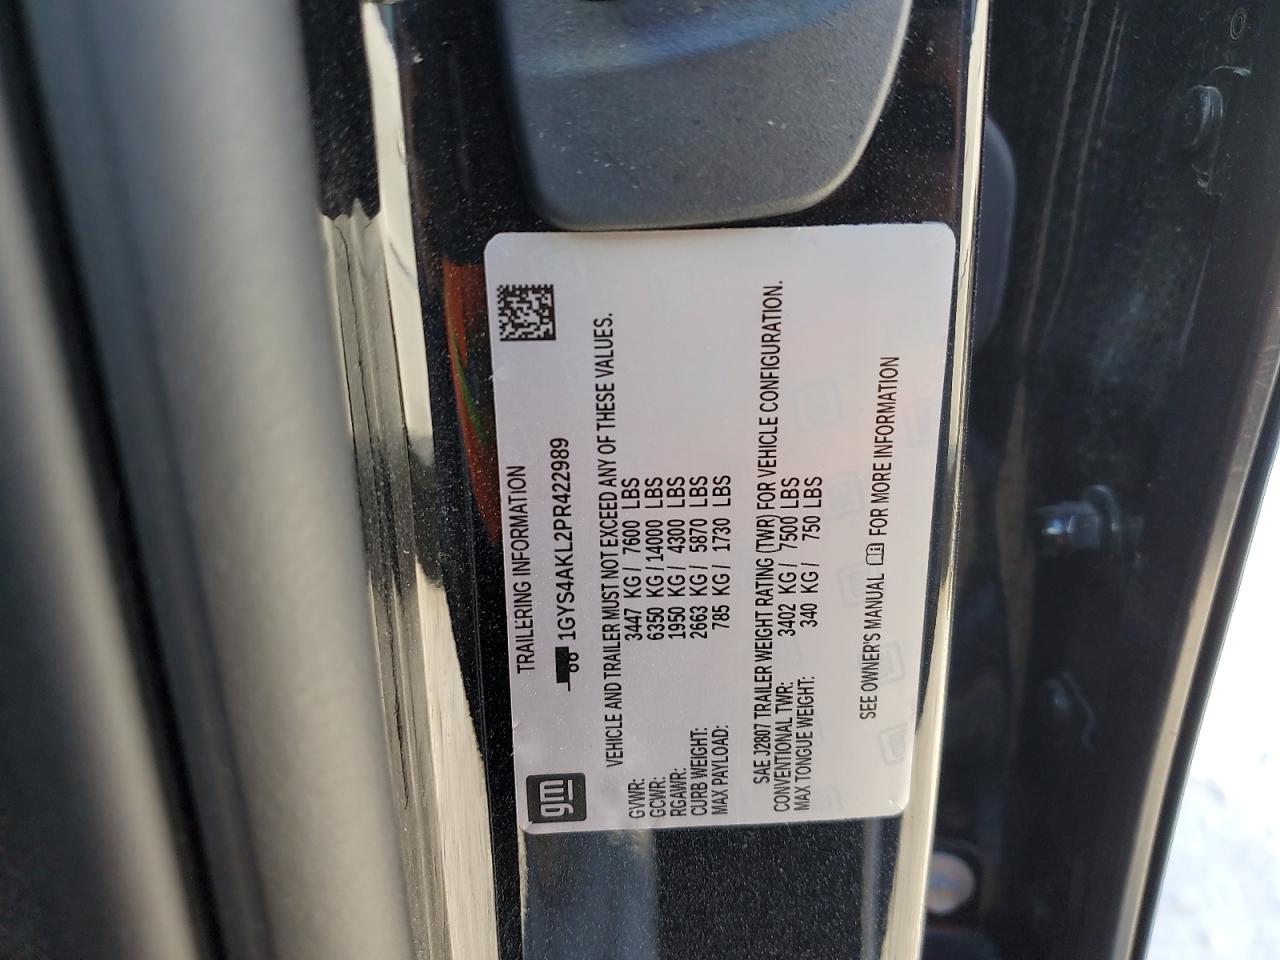 gm
TRAILERING INFORMATION
1GYS4AKL2PR422989
VEHICLE AND TRAILER MUST NOT EXCEED ANY OF THESE VALUES.
GVWR: 3447 KG / 7600 LBS
GCWR: 6350 KG / 14000 LBS
RGAWR: 1950 KG / 4300 LBS
CURB WEIGHT: 2663 KG / 5870 LBS
MAX PAYLOAD: 785 KG / 1730 LBS
SAE J2807 TRAILER WEIGHT RATING (TWR) FOR VEHICLE CONFIGURATION.
CONVENTIONAL TWR: 3402 KG / 7500 LBS
MAX TONGUE WEIGHT: 340 KG / 750 LBS
SEE OWNER'S MANUAL FOR MORE INFORMATION